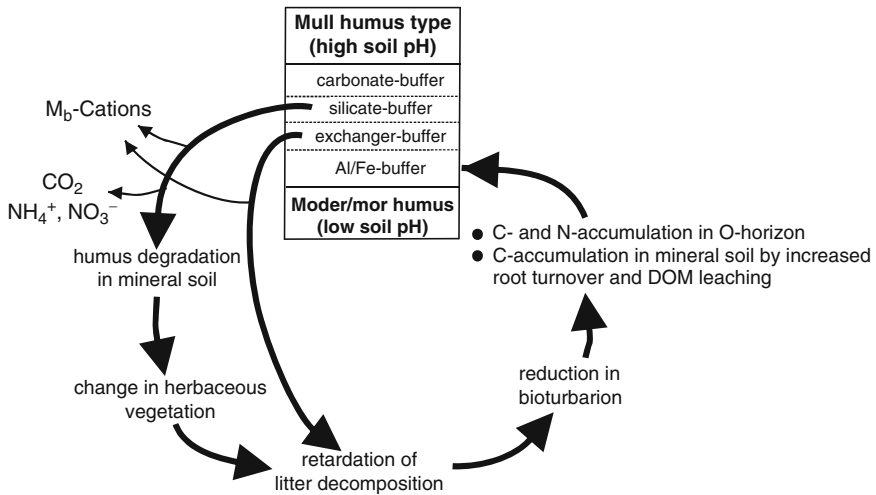 Mull humus type
(high soil pH)
carbonate-buffer
silicate-buffer
exchanger-buffer
Al/Fe-buffer
Moder/mor humus
(low soil pH)
M_b-Cations
CO₂
NH₄⁺, NO₃⁻
humus degradation
in mineral soil
change in herbaceous
vegetation
retardation of
litter decomposition
reduction in
bioturbarion
● C- and N-accumulation in O-horizon
● C-accumulation in mineral soil by increased
root turnover and DOM leaching